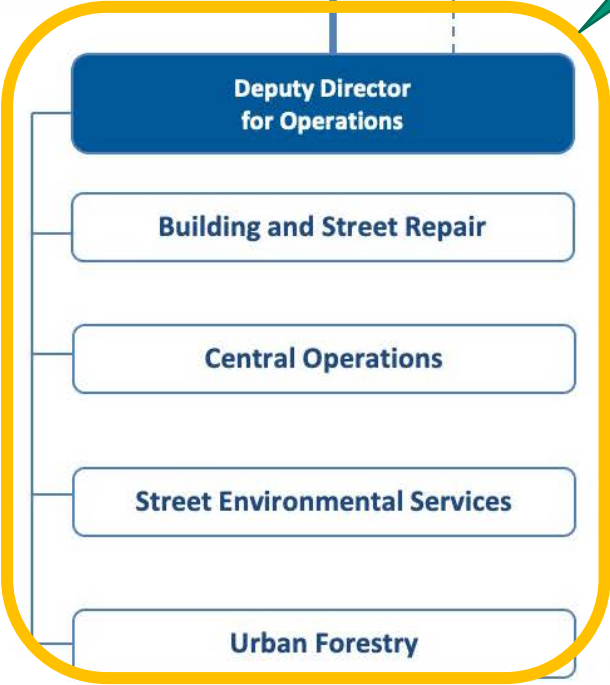 Deputy Director
for Operations
Building and Street Repair
Central Operations
Street Environmental Services
Urban Forestry